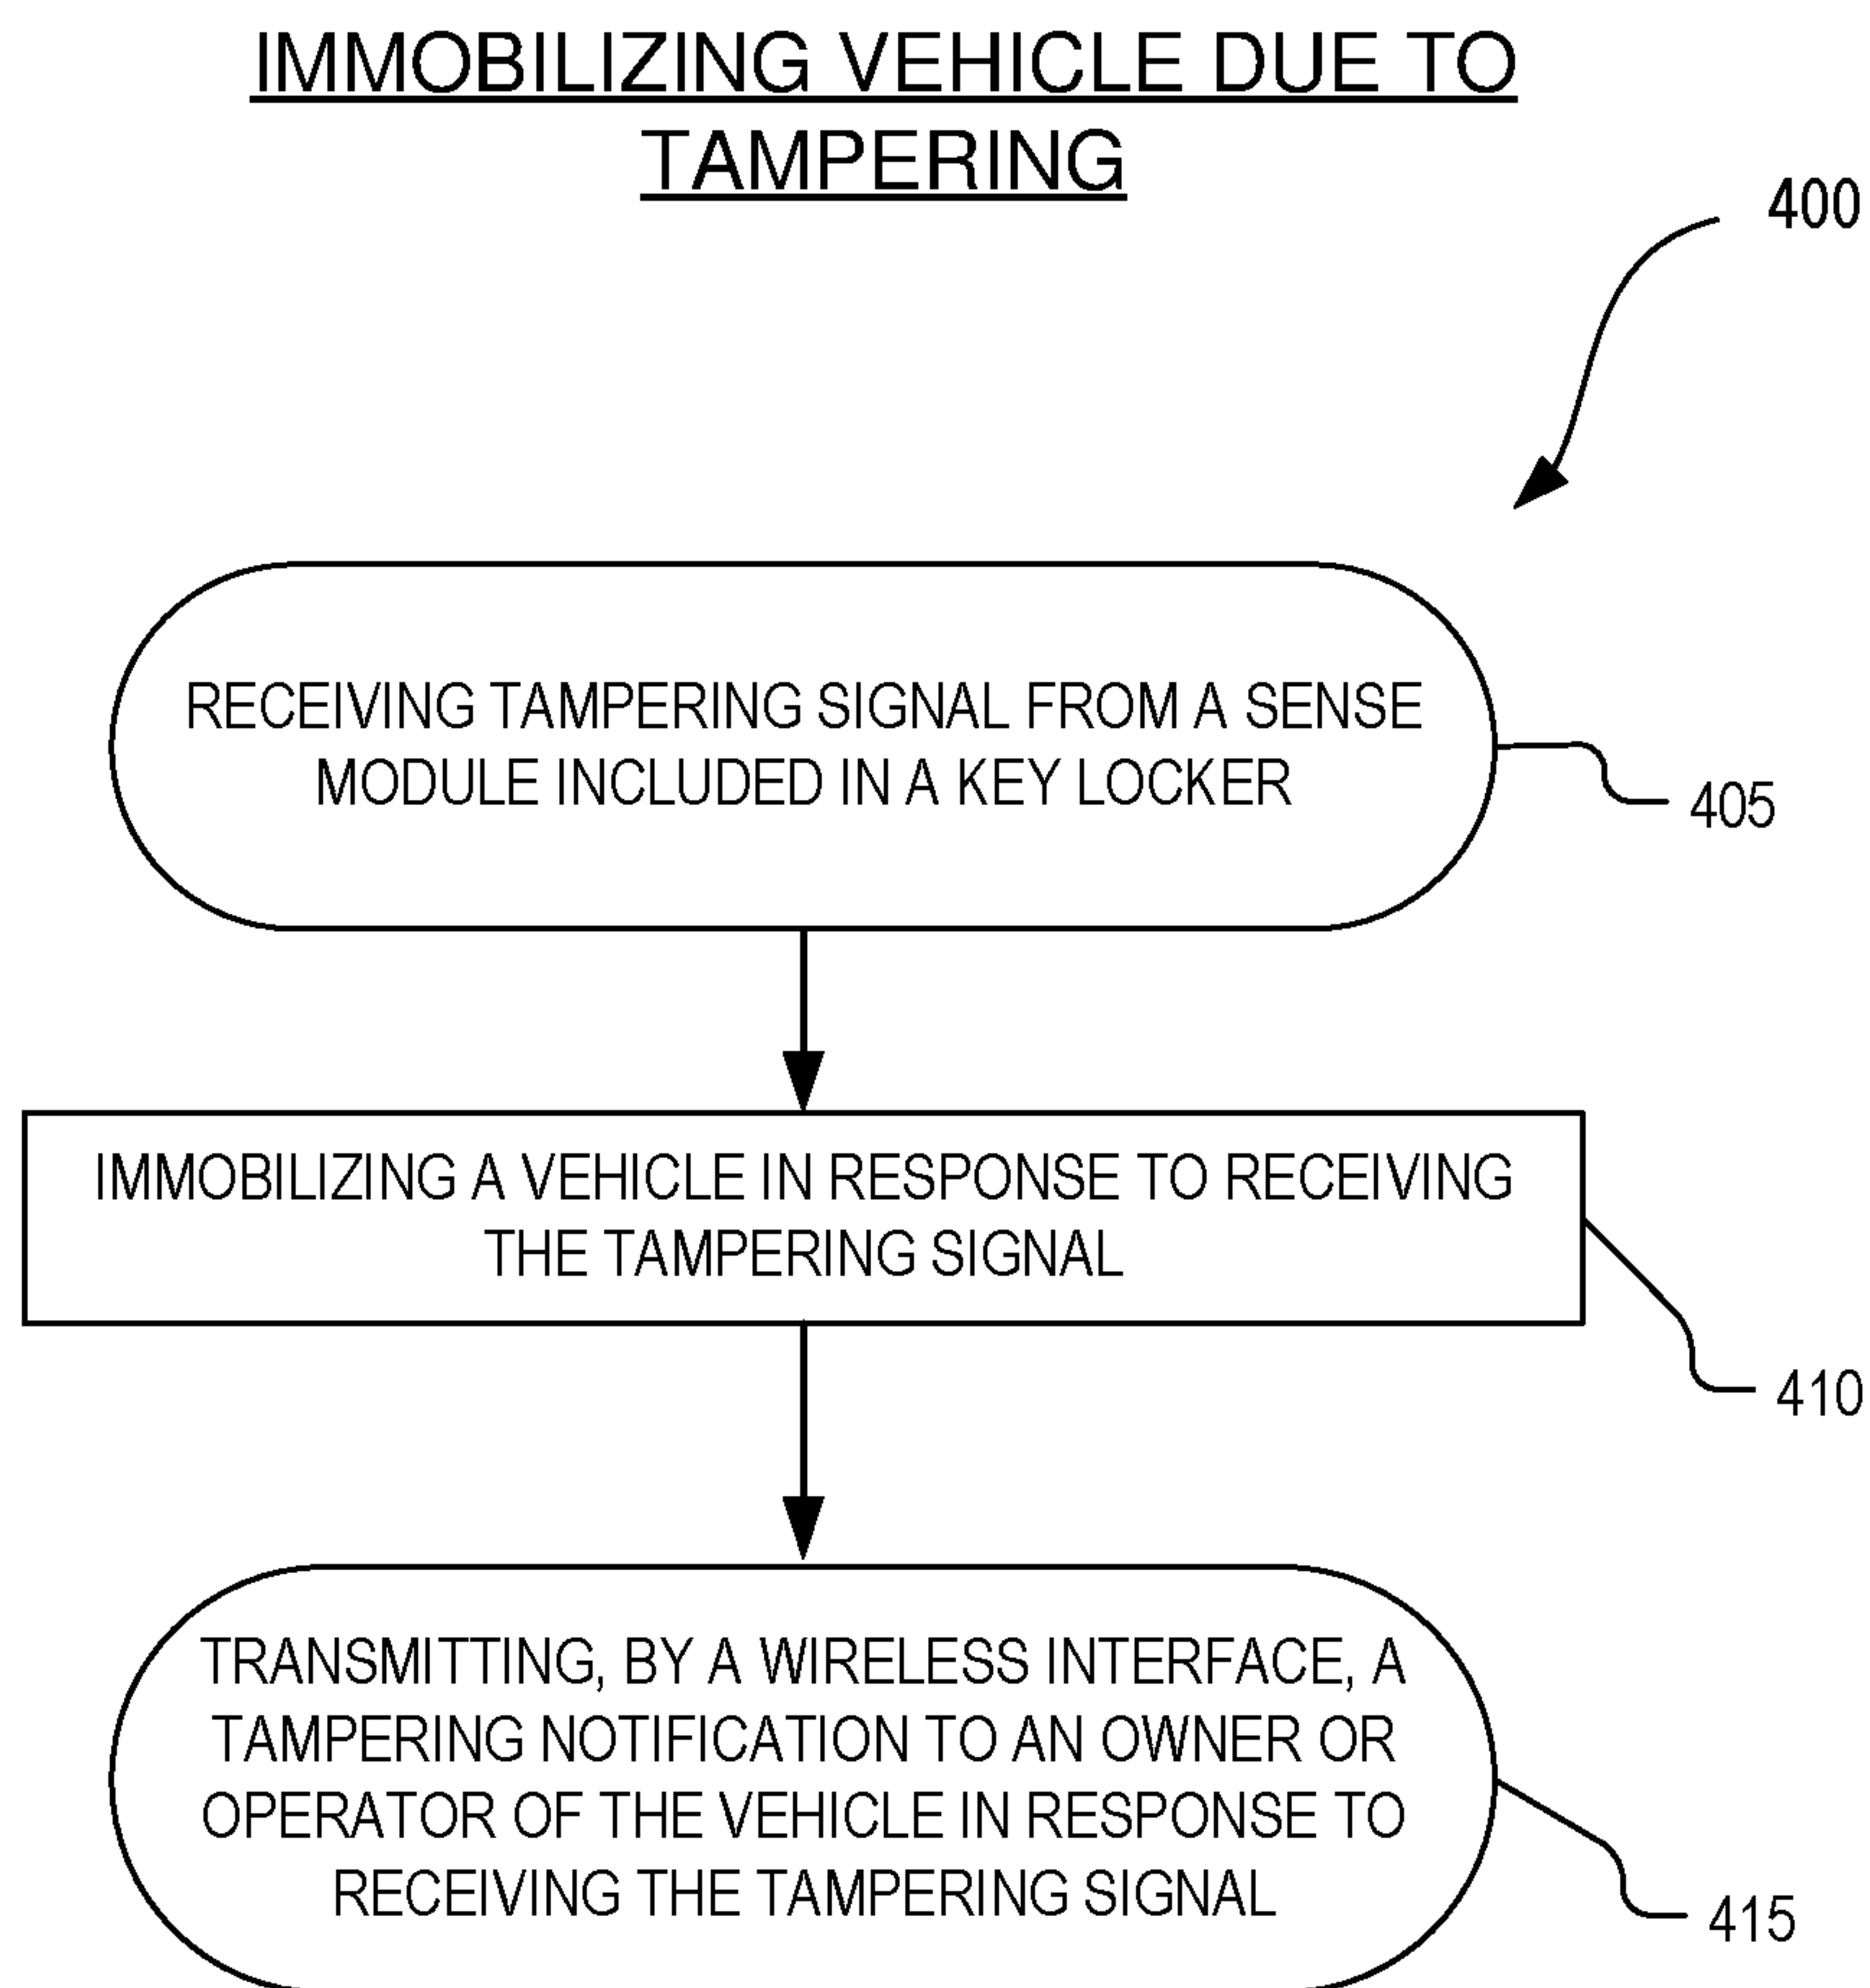 IMMOBILIZING VEHICLE DUE TO
TAMPERING
400
RECEIVING TAMPERING SIGNAL FROM A SENSE
MODULE INCLUDED IN A KEY LOCKER
405
IMMOBILIZING A VEHICLE IN RESPONSE TO RECEIVING
THE TAMPERING SIGNAL
410
TRANSMITTING, BY A WIRELESS INTERFACE, A
TAMPERING NOTIFICATION TO AN OWNER OR
OPERATOR OF THE VEHICLE IN RESPONSE TO
RECEIVING THE TAMPERING SIGNAL
415